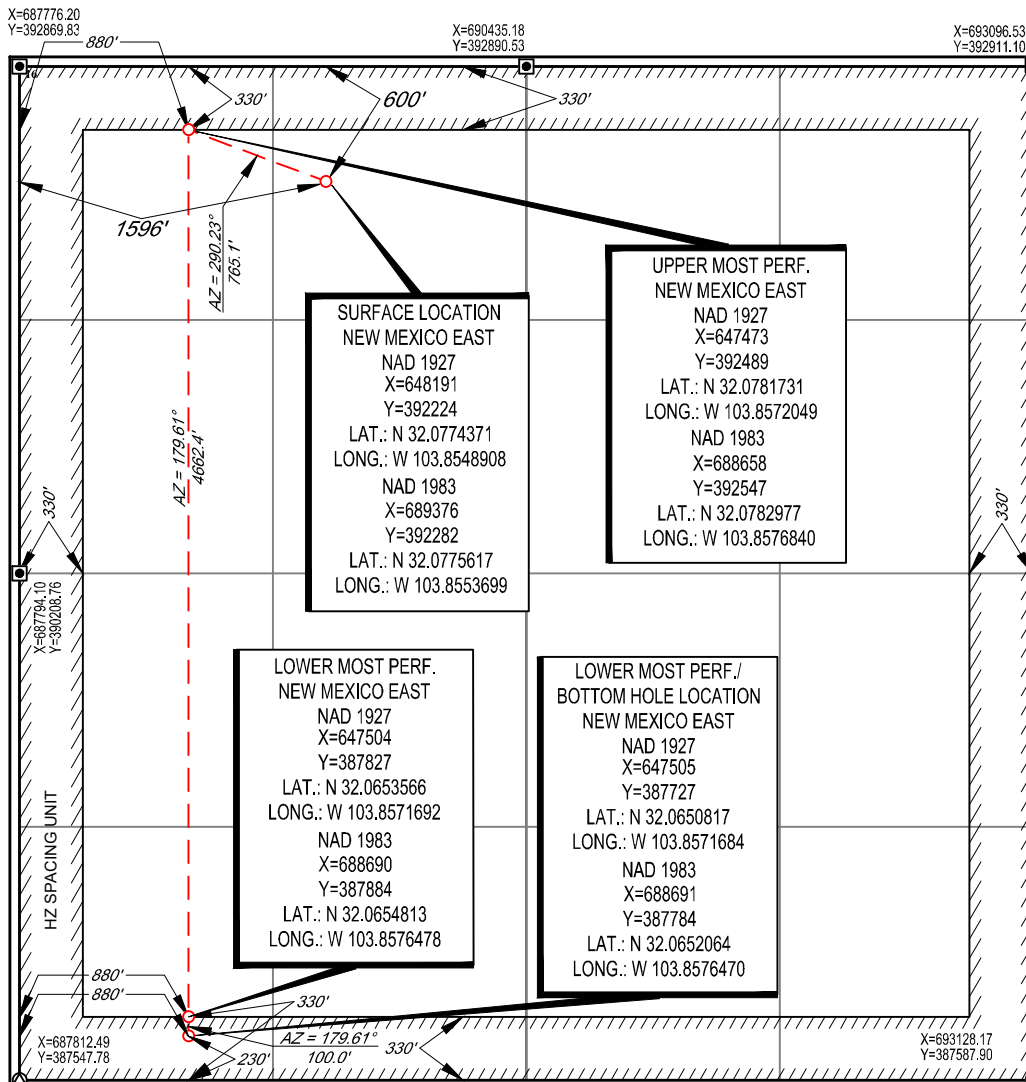 X=687776.20
Y=392869.83
X=690435.18
Y=392890.53
X=693096.53
Y=392911.10
880'
330'
600'
330'
1596'
AZ = 290.23°
765.1'
UPPER MOST PERF.
NEW MEXICO EAST
NAD 1927
X=647473
Y=392489
LAT.: N 32.0781731
LONG.: W 103.8572049
NAD 1983
X=688658
Y=392547
LAT.: N 32.0782977
LONG.: W 103.8576840
SURFACE LOCATION
NEW MEXICO EAST
NAD 1927
X=648191
Y=392224
LAT.: N 32.0774371
LONG.: W 103.8548908
NAD 1983
X=689376
Y=392282
LAT.: N 32.0775617
LONG.: W 103.8553699
AZ = 179.61°
4662.4'
330'
330'
X=687794.10
Y=390208.76
LOWER MOST PERF.
NEW MEXICO EAST
NAD 1927
X=647504
Y=387827
LAT.: N 32.0653566
LONG.: W 103.8571692
NAD 1983
X=688690
Y=387884
LAT.: N 32.0654813
LONG.: W 103.8576478
LOWER MOST PERF./
BOTTOM HOLE LOCATION
NEW MEXICO EAST
NAD 1927
X=647505
Y=387727
LAT.: N 32.0650817
LONG.: W 103.8571684
NAD 1983
X=688691
Y=387784
LAT.: N 32.0652064
LONG.: W 103.8576470
HZ SPACING UNIT
880'
880'
330'
AZ = 179.61°
100.0'
330'
230'
X=687812.49
Y=387547.78
X=693128.17
Y=387587.90